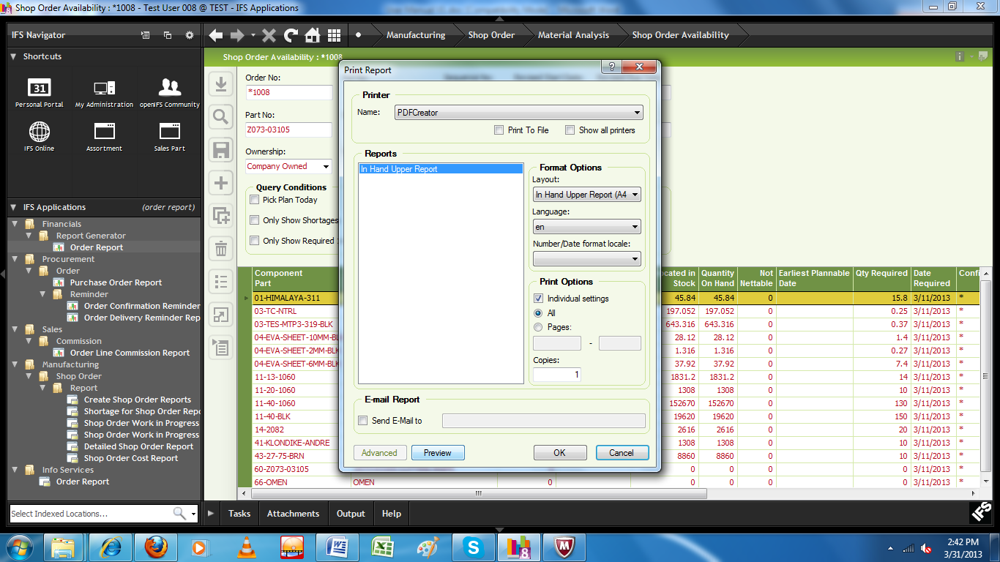 Shop Order Availability : *1008 - Test User 008 @ TEST - IFS Applications
IFS Navigator
Manufacturing
Shop Order
Material Analysis
Shop Order Availability
Shortcuts
31
Personal Portal
My Administration
openIFS Community
IFS Online
Assortment
Sales Part
IFS Applications
(order report)
Financials
Report Generator
Order Report
Procurement
Order
Purchase Order Report
Reminder
Order Confirmation Reminder
Order Delivery Reminder Rep
Sales
Commission
Order Line Commission Report
Manufacturing
Shop Order
Report
Create Shop Order Reports
Shortage for Shop Order Repo
Shop Order Work in Progress
Shop Order Work in Progress
Detailed Shop Order Report
Shop Order Cost Report
Info Services
Order Report
Select Indexed Locations...
Shop Order Availability : *1008
Order No:
*1008
Part No:
Z073-03105
Ownership:
Company Owned
Query Conditions
Pick Plan Today
Only Show Shortages
Only Show Required
Print Report
?
Printer
Name:
PDFCreator
Print To File
Show all printers
Reports
In Hand Upper Report
Format Options
Layout:
In Hand Upper Report (A4
Language:
en
Number/Date format locale:
Print Options
Individual settings
All
Pages:
-
Copies:
1
E-mail Report
Send E-Mail to
Advanced
Preview
OK
Cancel
Component Part
ocated in Stock
Quantity On Hand
Not Nettable
Earliest Plannable Date
Qty Required
Date Required
Confi
01-HIMALAYA-311 45.84 45.84 0 15.8 3/11/2013 *
03-TC-NTRL 197.052 197.052 0 0.25 3/11/2013 *
03-TES-MTP3-319-BLK 643.316 643.316 0 0.37 3/11/2013 *
04-EVA-SHEET-10MM-BL 28.12 28.12 0 1.4 3/11/2013 *
04-EVA-SHEET-2MM-BLK 1.316 1.316 0 0.27 3/11/2013 *
04-EVA-SHEET-6MM-BLK 37.92 37.92 0 7.4 3/11/2013 *
11-13-1060 1831.2 1831.2 0 14 3/11/2013 *
11-20-1060 1308 1308 0 10 3/11/2013 *
11-40-1060 152670 152670 0 130 3/11/2013 *
11-40-BLK 19620 19620 0 150 3/11/2013 *
14-2082 2616 2616 0 20 3/11/2013 *
41-KLONDIKE-ANDRE 1308 1308 0 10 3/11/2013 *
43-27-75-BRN 8860 8860 0 10 3/11/2013 *
60-Z073-03105 0 0 0 0 3/11/2013 *
66-OMEN OMEN 0 0 0 0 0 3/11/2013 *
Tasks
Attachments
Output
Help
IFS
2:42 PM
3/31/2013